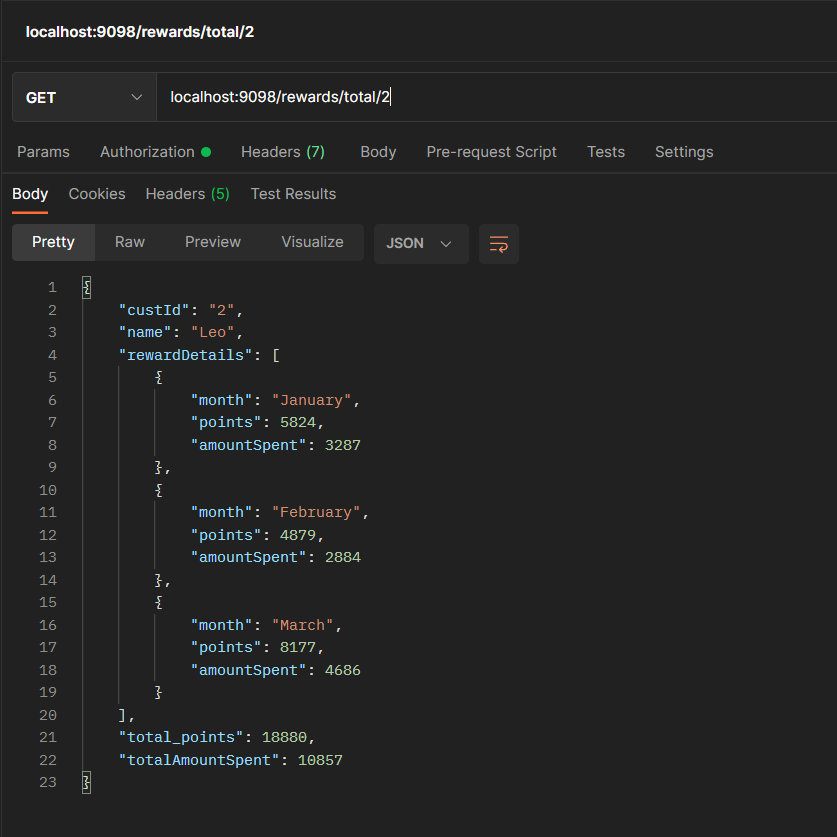 localhost:9098/rewards/total/2
GET localhost:9098/rewards/total/2
Params Authorization Headers (7) Body Pre-request Script Tests Settings
Body Cookies Headers (5) Test Results
Pretty Raw Preview Visualize JSON
1 {
2 "custId": "2",
3 "name": "Leo",
4 "rewardDetails": [
5 {
6 "month": "January",
7 "points": 5824,
8 "amountSpent": 3287
9 },
10 {
11 "month": "February",
12 "points": 4879,
13 "amountSpent": 2884
14 },
15 {
16 "month": "March",
17 "points": 8177,
18 "amountSpent": 4686
19 }
20 ],
21 "total_points": 18880,
22 "totalAmountSpent": 10857
23 }